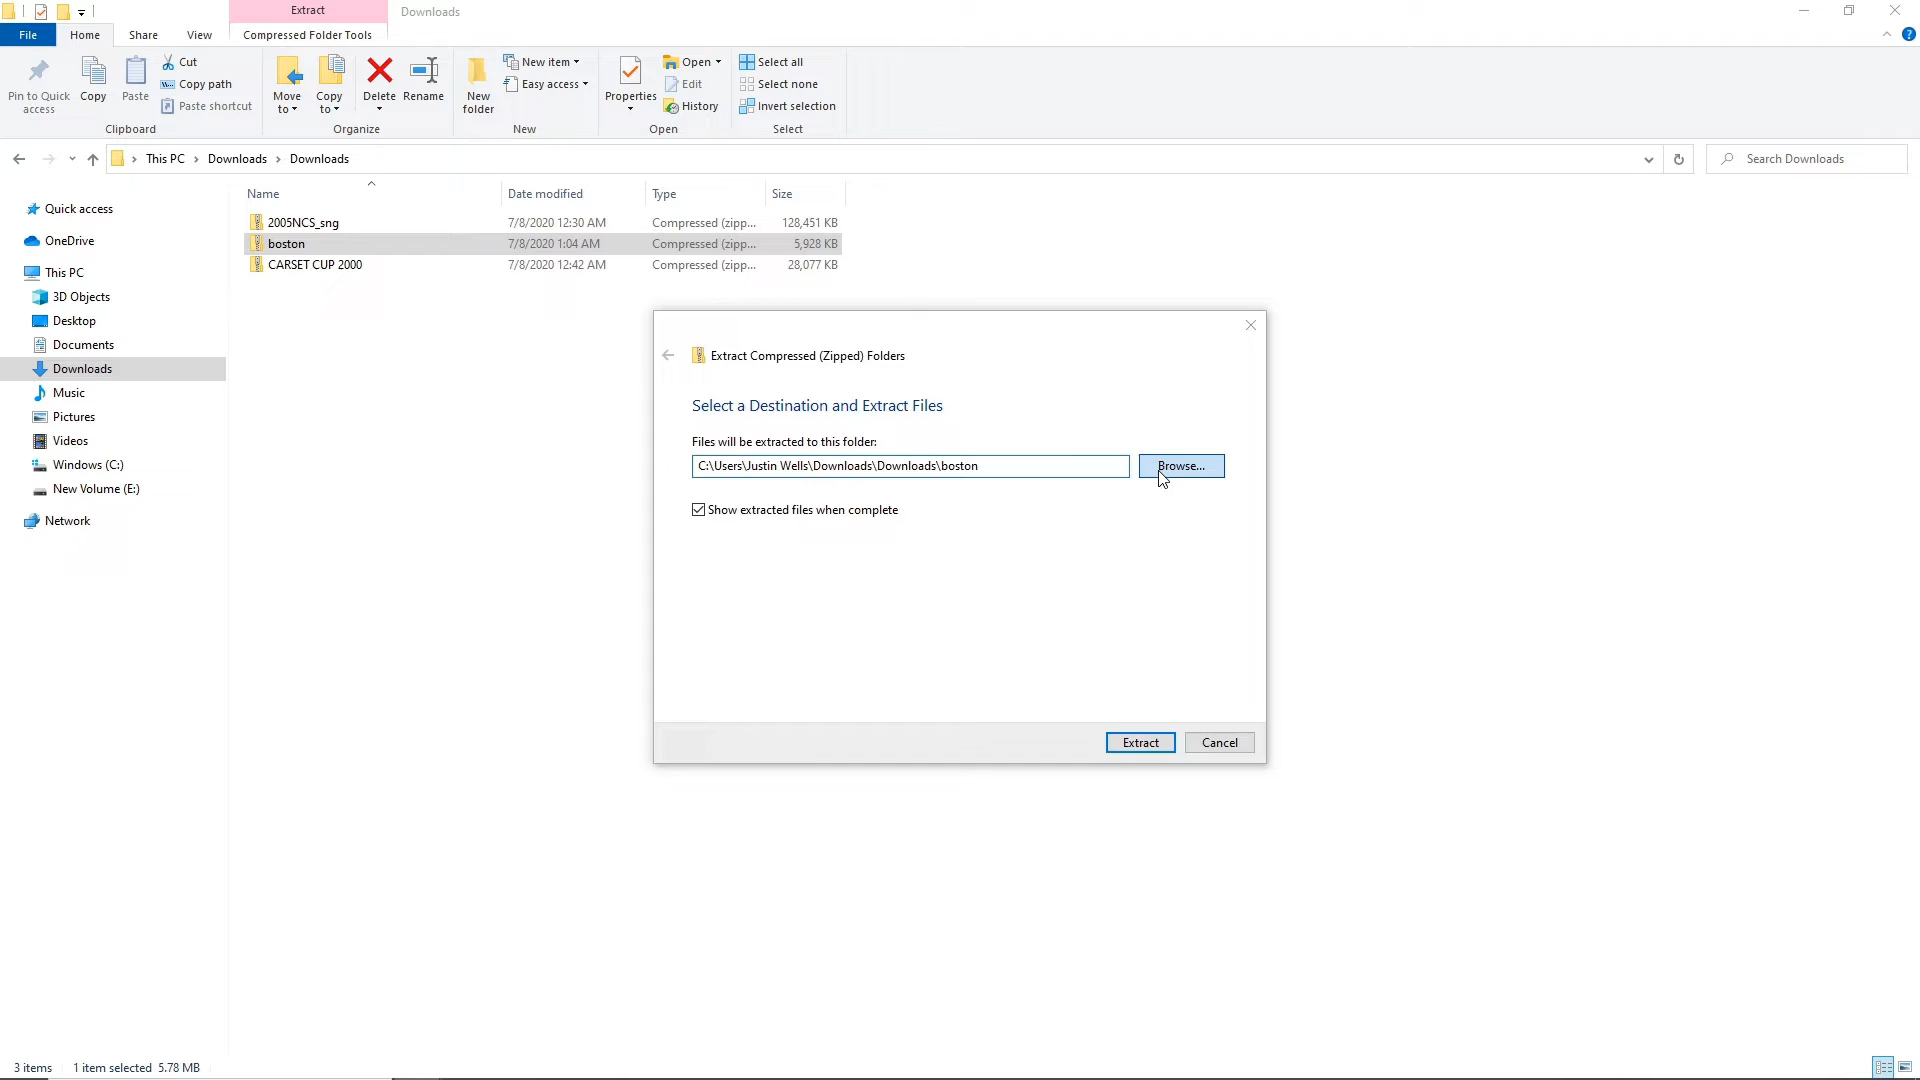 Extract
Downloads
File
Home
Share
View
Compressed Folder Tools
Pin to Quick
access
Copy
Paste
Cut
Copy path
Paste shortcut
Clipboard
Move
to
Copy
to
Delete
Rename
Organize
New
folder
New item
Easy access
New
Properties
Open
Edit
History
Open
Select all
Select none
Invert selection
Select
This PC
Downloads
Downloads
Search Downloads
Name
Date modified
Type
Size
2005NCS_sng 7/8/2020 12:30 AM Compressed (zipp... 128,451 KB
boston 7/8/2020 1:04 AM Compressed (zipp... 5,928 KB
CARSET CUP 2000 7/8/2020 12:42 AM Compressed (zipp... 28,077 KB
Quick access
OneDrive
This PC
3D Objects
Desktop
Documents
Downloads
Music
Pictures
Videos
Windows (C:)
New Volume (E:)
Network
Extract Compressed (Zipped) Folders
Select a Destination and Extract Files
Files will be extracted to this folder:
C:\Users\Justin Wells\Downloads\Downloads\boston
Browse...
Show extracted files when complete
Extract
Cancel
3 items
1 item selected 5.78 MB